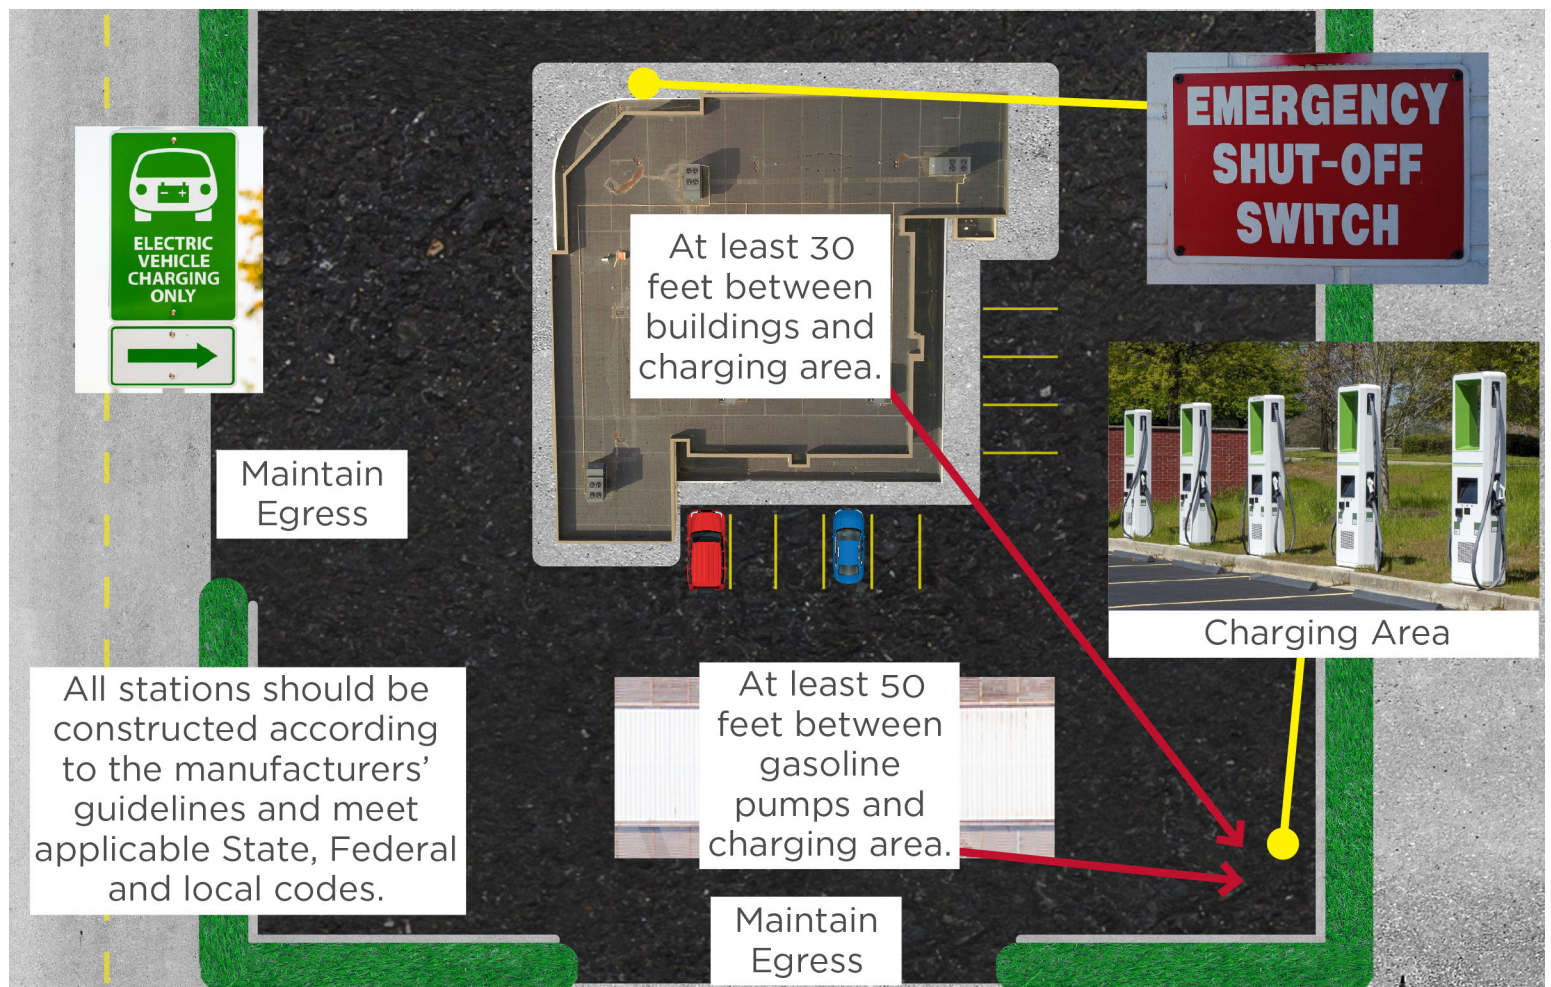 EMERGENCY
SHUT-OFF
SWITCH
ELECTRIC
VEHICLE
CHARGING
ONLY
At least 30
feet between
buildings and
charging area.
Maintain
Egress
Charging Area
All stations should be
constructed according
to the manufacturers’
guidelines and meet
applicable State, Federal
and local codes.
At least 50
feet between
gasoline
pumps and
charging area.
Maintain
Egress